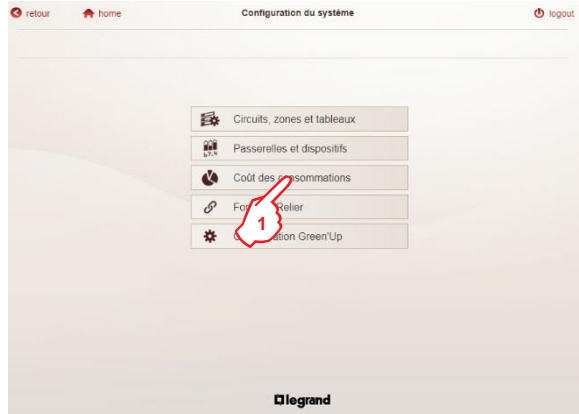 retour home Configuration du système logout
Circuits, zones et tableaux
Passerelles et dispositifs
Coût des consommations
Relier
1
Green'Up
legrand